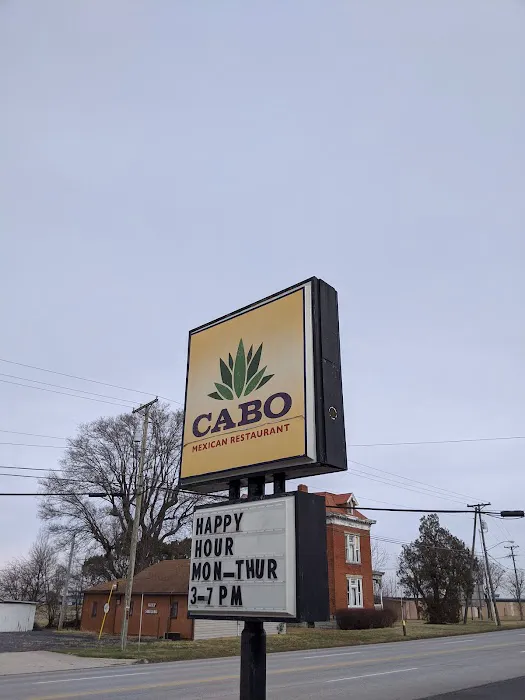 CABO
MEXICAN RESTAURANT
HAPPY
HOUR
MON-THUR
3-7 PM